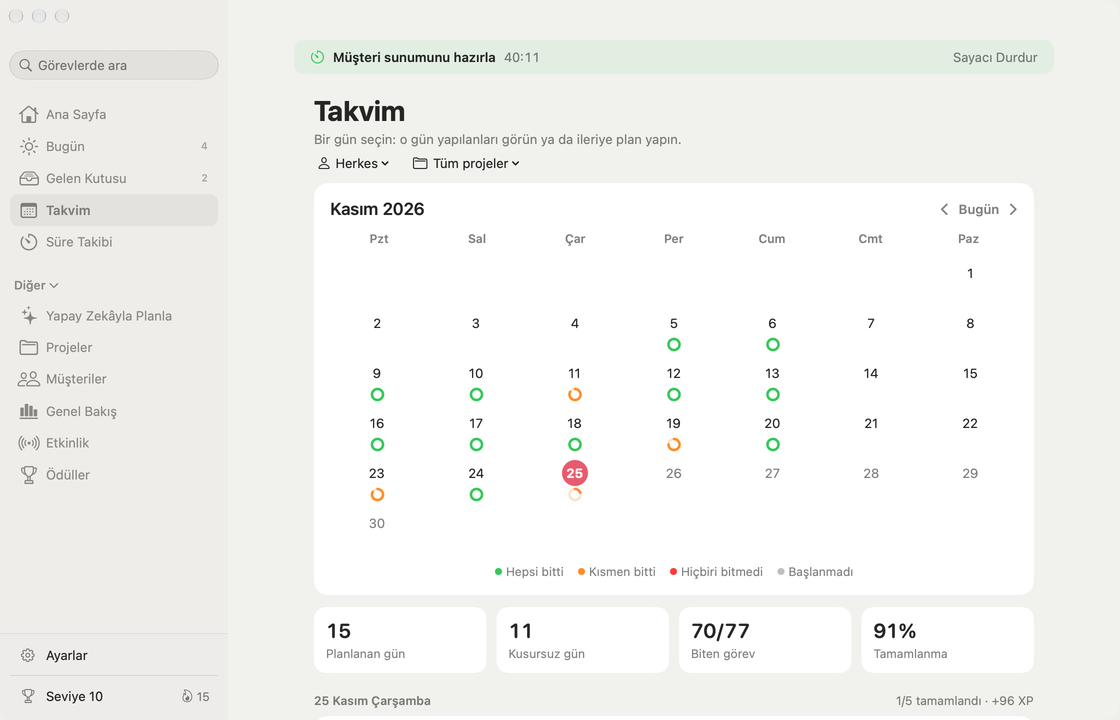 Görevlerde ara
Ana Sayfa
Bugün 4
Gelen Kutusu 2
Takvim
Süre Takibi
Diğer
Yapay Zekâyla Planla
Projeler
Müşteriler
Genel Bakış
Etkinlik
Ödüller
Ayarlar
Seviye 10 15
Müşteri sunumunu hazırla 40:11 Sayacı Durdur
Takvim
Bir gün seçin: o gün yapılanları görün ya da ileriye plan yapın.
Herkes Tüm projeler
Kasım 2026 Bugün
Pzt Sal Çar Per Cum Cmt Paz
1
2 3 4 5 6 7 8
9 10 11 12 13 14 15
16 17 18 19 20 21 22
23 24 25 26 27 28 29
30
Hepsi bitti Kısmen bitti Hiçbiri bitmedi Başlanmadı
15 11 70/77 91%
Planlanan gün Kusursuz gün Biten görev Tamamlanma
25 Kasım Çarşamba 1/5 tamamlandı · +96 XP